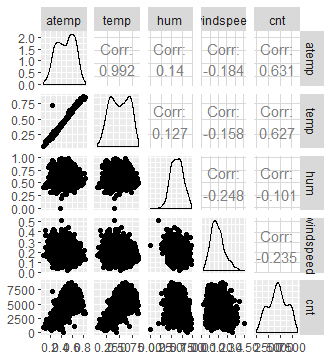 atemp temp hum windspeed cnt
2.0
1.5
1.0
0.5
0.0
Corr:
0.992
Corr:
0.14
Corr:
-0.184
Corr:
0.631
atemp
0.75
0.50
0.25
Corr:
0.127
Corr:
-0.158
Corr:
0.627
temp
1.00
0.75
0.50
0.25
0.00
Corr:
-0.248
Corr:
-0.101
hum
0.5
0.4
0.3
0.2
0.1
0.0
Corr:
-0.235
windspeed
7500
5000
2500
0
cnt